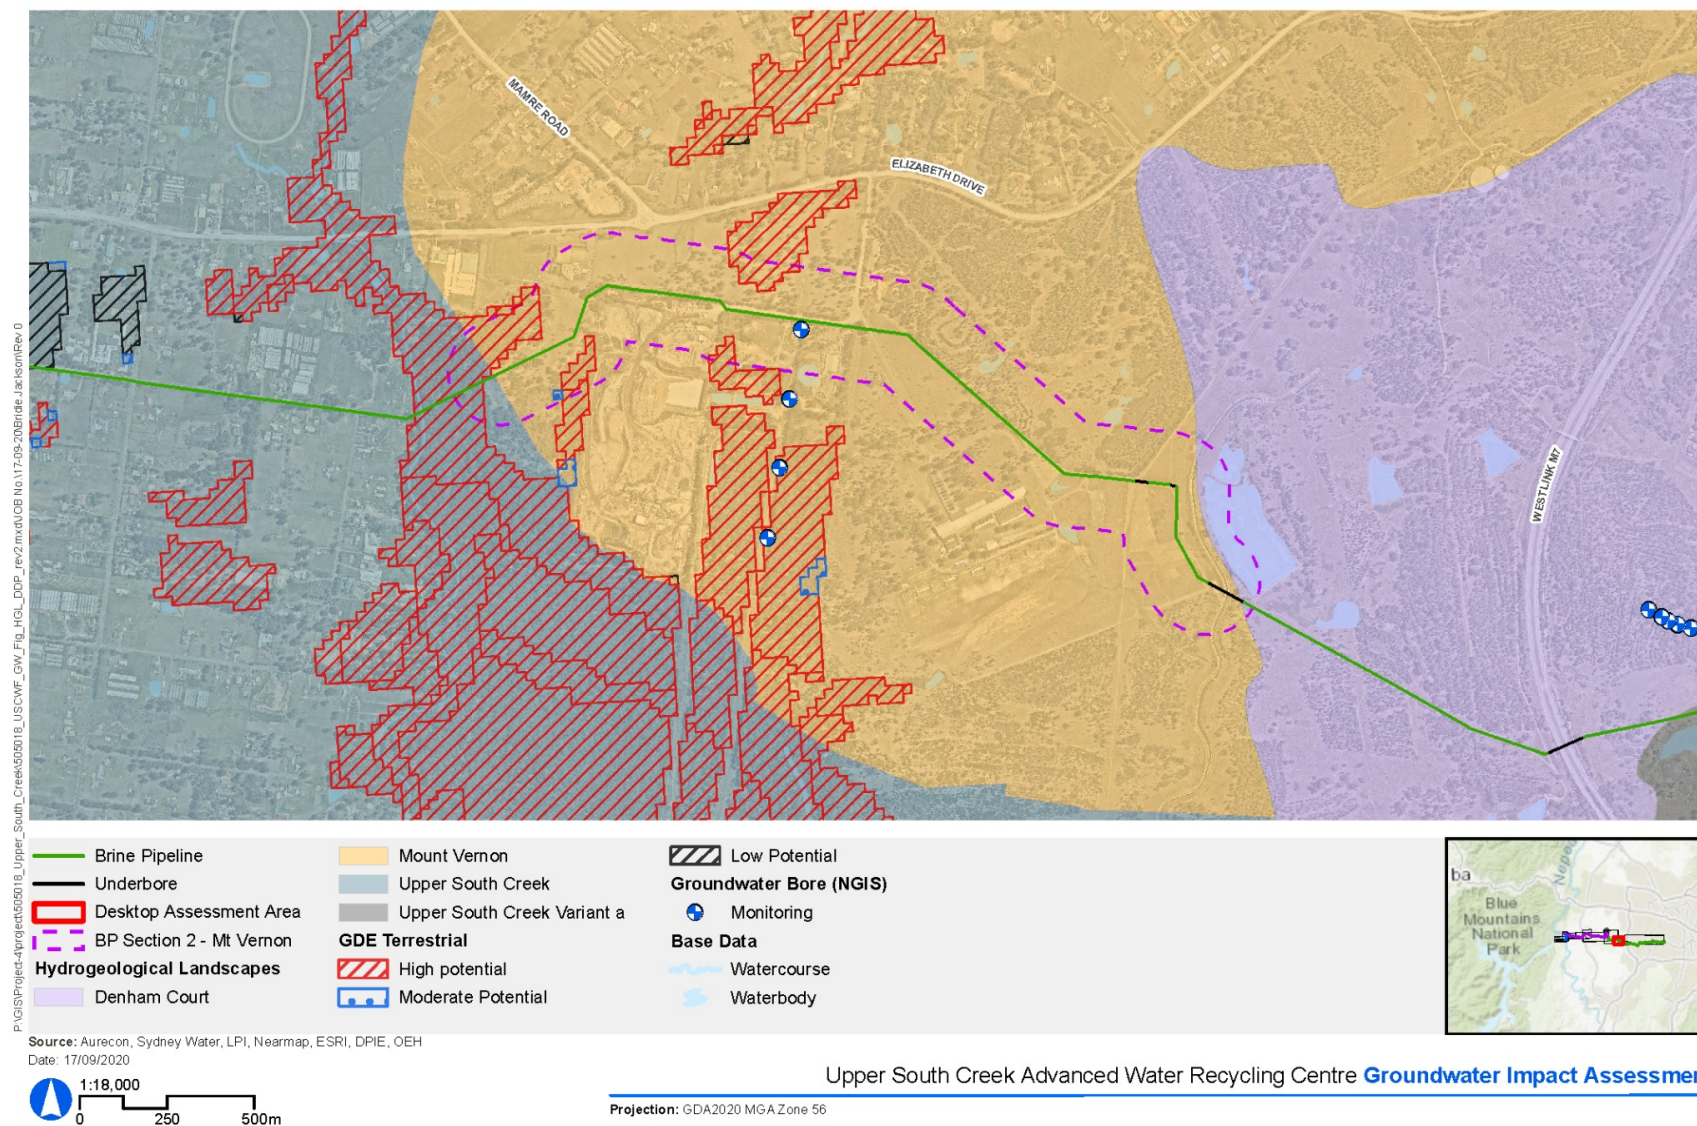 MAMRE ROAD
ELIZABETH DRIVE
WESTLINK M7
Brine Pipeline
Underbore
Desktop Assessment Area
BP Section 2 - Mt Vernon
Hydrogeological Landscapes
Denham Court
Mount Vernon
Upper South Creek
Upper South Creek Variant a
GDE Terrestrial
High potential
Moderate Potential
Low Potential
Groundwater Bore (NGIS)
Monitoring
Base Data
Watercourse
Waterbody
ba
Nepe
Blue
Mountains
National
Park
Source: Aurecon, Sydney Water, LPI, Nearmap, ESRI, DPIE, OEH
Date: 17/09/2020
1:18,000
0 250 500m
Upper South Creek Advanced Water Recycling Centre Groundwater Impact Assessmen
Projection: GDA2020 MGA Zone 56